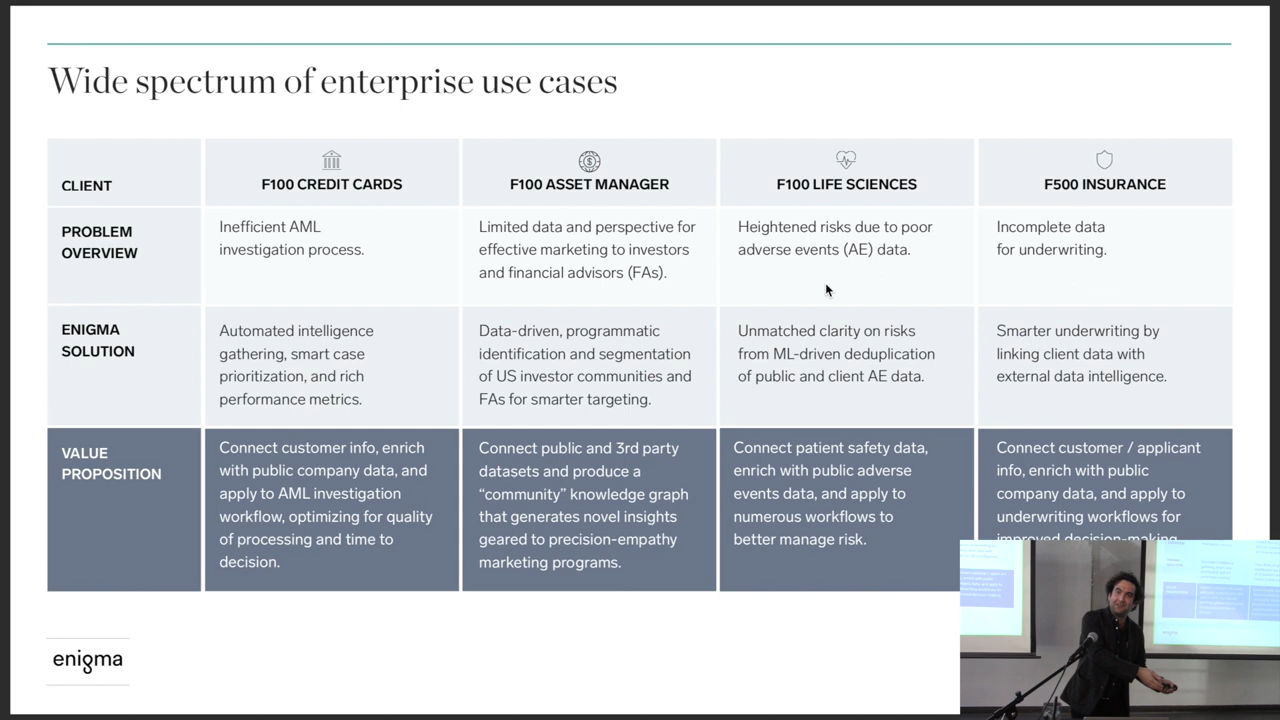 Wide spectrum of enterprise use cases
CLIENT
F100 CREDIT CARDS
F100 ASSET MANAGER
F100 LIFE SCIENCES
F500 INSURANCE
PROBLEM
OVERVIEW
Inefficient AML
investigation process.
Limited data and perspective for
effective marketing to investors
and financial advisors (FAs).
Heightened risks due to poor
adverse events (AE) data.
Incomplete data
for underwriting.
ENIGMA
SOLUTION
Automated intelligence
gathering, smart case
prioritization, and rich
performance metrics.
Data-driven, programmatic
identification and segmentation
of US investor communities and
FAs for smarter targeting.
Unmatched clarity on risks
from ML-driven deduplication
of public and client AE data.
Smarter underwriting by
linking client data with
external data intelligence.
VALUE
PROPOSITION
Connect customer info, enrich
with public company data, and
apply to AML investigation
workflow, optimizing for quality
of processing and time to
decision.
Connect public and 3rd party
datasets and produce a
“community” knowledge graph
that generates novel insights
geared to precision-empathy
marketing programs.
Connect patient safety data,
enrich with public adverse
events data, and apply to
numerous workflows to
better manage risk.
Connect customer / applicant
info, enrich with public
company data, and apply to
underwriting workflows for
improved decision-making
enigma